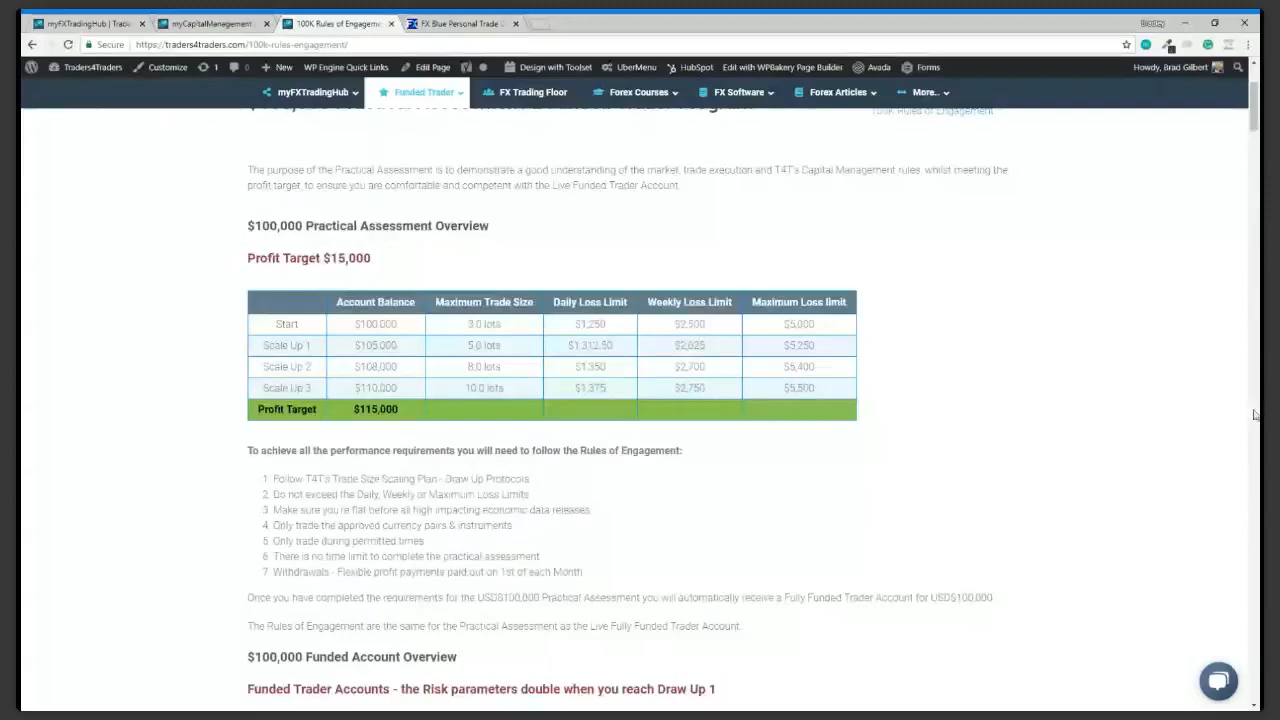 myFXTradingHub | Trade
myCapitalManagement
100K Rules of Engageme
FX Blue Personal Trade C
Bradley
Secure
https://traders4traders.com/100k-rules-engagement/
Traders4Traders
Customize
1
0
New
WP Engine Quick Links
Edit Page
Design with Toolset
UberMenu
HubSpot
Edit with WPBakery Page Builder
Avada
Forms
Howdy, Brad Gilbert
myFXTradingHub
Funded Trader
FX Trading Floor
Forex Courses
FX Software
Forex Articles
More...
100K Rules of Engagement
The purpose of the Practical Assessment is to demonstrate a good understanding of the market, trade execution and T4T's Capital Management rules, whilst meeting the
profit target, to ensure you are comfortable and competent with the Live Funded Trader Account.
$100,000 Practical Assessment Overview
Profit Target $15,000
Account Balance Maximum Trade Size Daily Loss Limit Weekly Loss Limit Maximum Loss limit
Start $100,000 3.0 lots $1,250 $2,500 $5,000
Scale Up 1 $105,000 5.0 lots $1,312.50 $2,625 $5,250
Scale Up 2 $108,000 8.0 lots $1,350 $2,700 $5,400
Scale Up 3 $110,000 10.0 lots $1,375 $2,750 $5,500
Profit Target $115,000
To achieve all the performance requirements you will need to follow the Rules of Engagement:
1. Follow T4T's Trade Size Scaling Plan - Draw Up Protocols
2. Do not exceed the Daily, Weekly or Maximum Loss Limits
3. Make sure you're flat before all high impacting economic data releases
4. Only trade the approved currency pairs & instruments
5. Only trade during permitted times
6. There is no time limit to complete the practical assessment
7. Withdrawals - Flexible profit payments paid out on 1st of each Month
Once you have completed the requirements for the USD$100,000 Practical Assessment you will automatically receive a Fully Funded Trader Account for USD$100,000.
The Rules of Engagement are the same for the Practical Assessment as the Live Fully Funded Trader Account.
$100,000 Funded Account Overview
Funded Trader Accounts - the Risk parameters double when you reach Draw Up 1